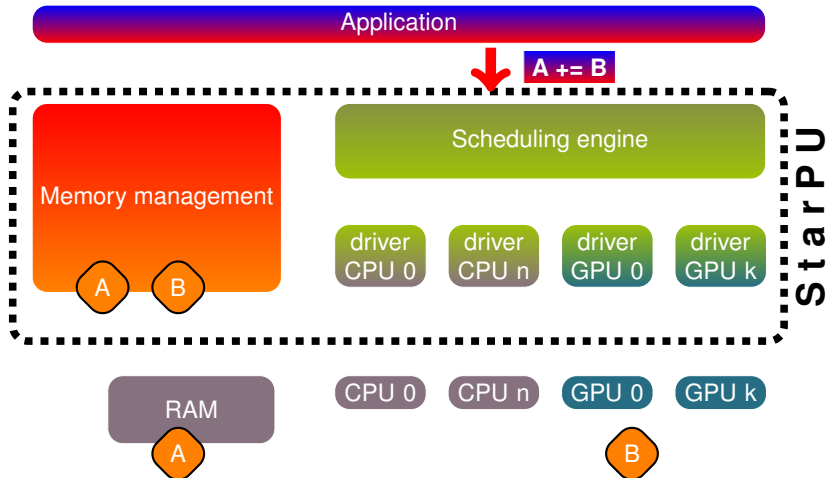 Application
A += B
Scheduling engine
Memory management
driver
CPU 0
driver
CPU n
driver
GPU 0
driver
GPU k
A
B
StarPU
RAM
CPU 0
CPU n
GPU 0
GPU k
A
B